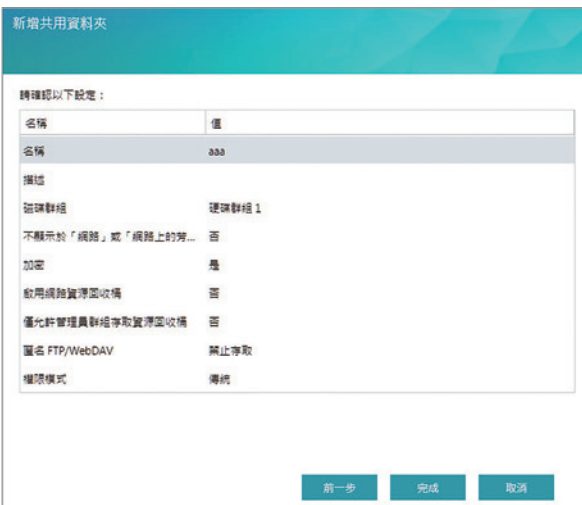 新增共用資料夾
請確認以下設定：
名稱 值
名稱 aaa
描述
磁碟群組 硬碟群組 1
不顯示於「網路」或「網路上的芳...  否
加密 是
啟用網路資源回收桶 否
僅允許管理員群組存取資源回收桶 否
匿名 FTP/WebDAV 禁止存取
權限模式 傳統
前一步 完成 取消